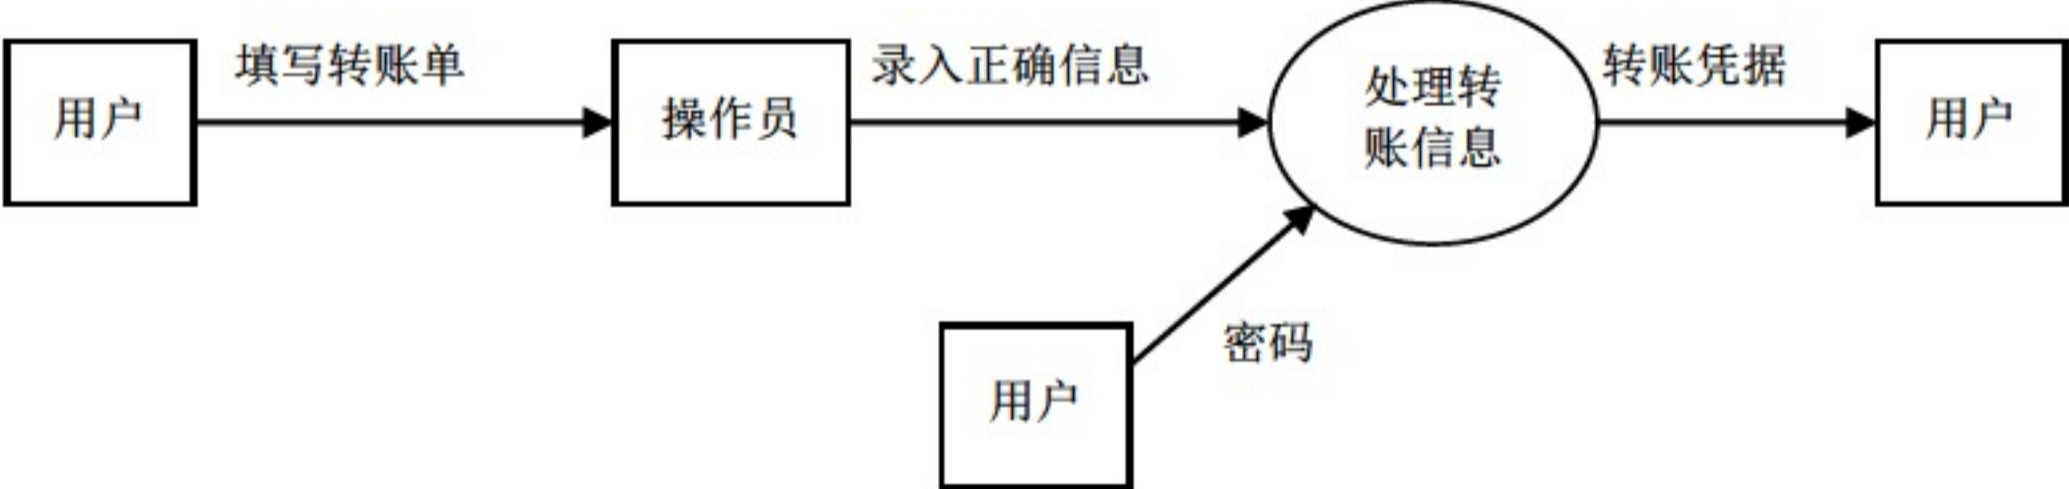 用户
填写转账单
操作员
录入正确信息
处理转
账信息
转账凭据
用户
用户
密码